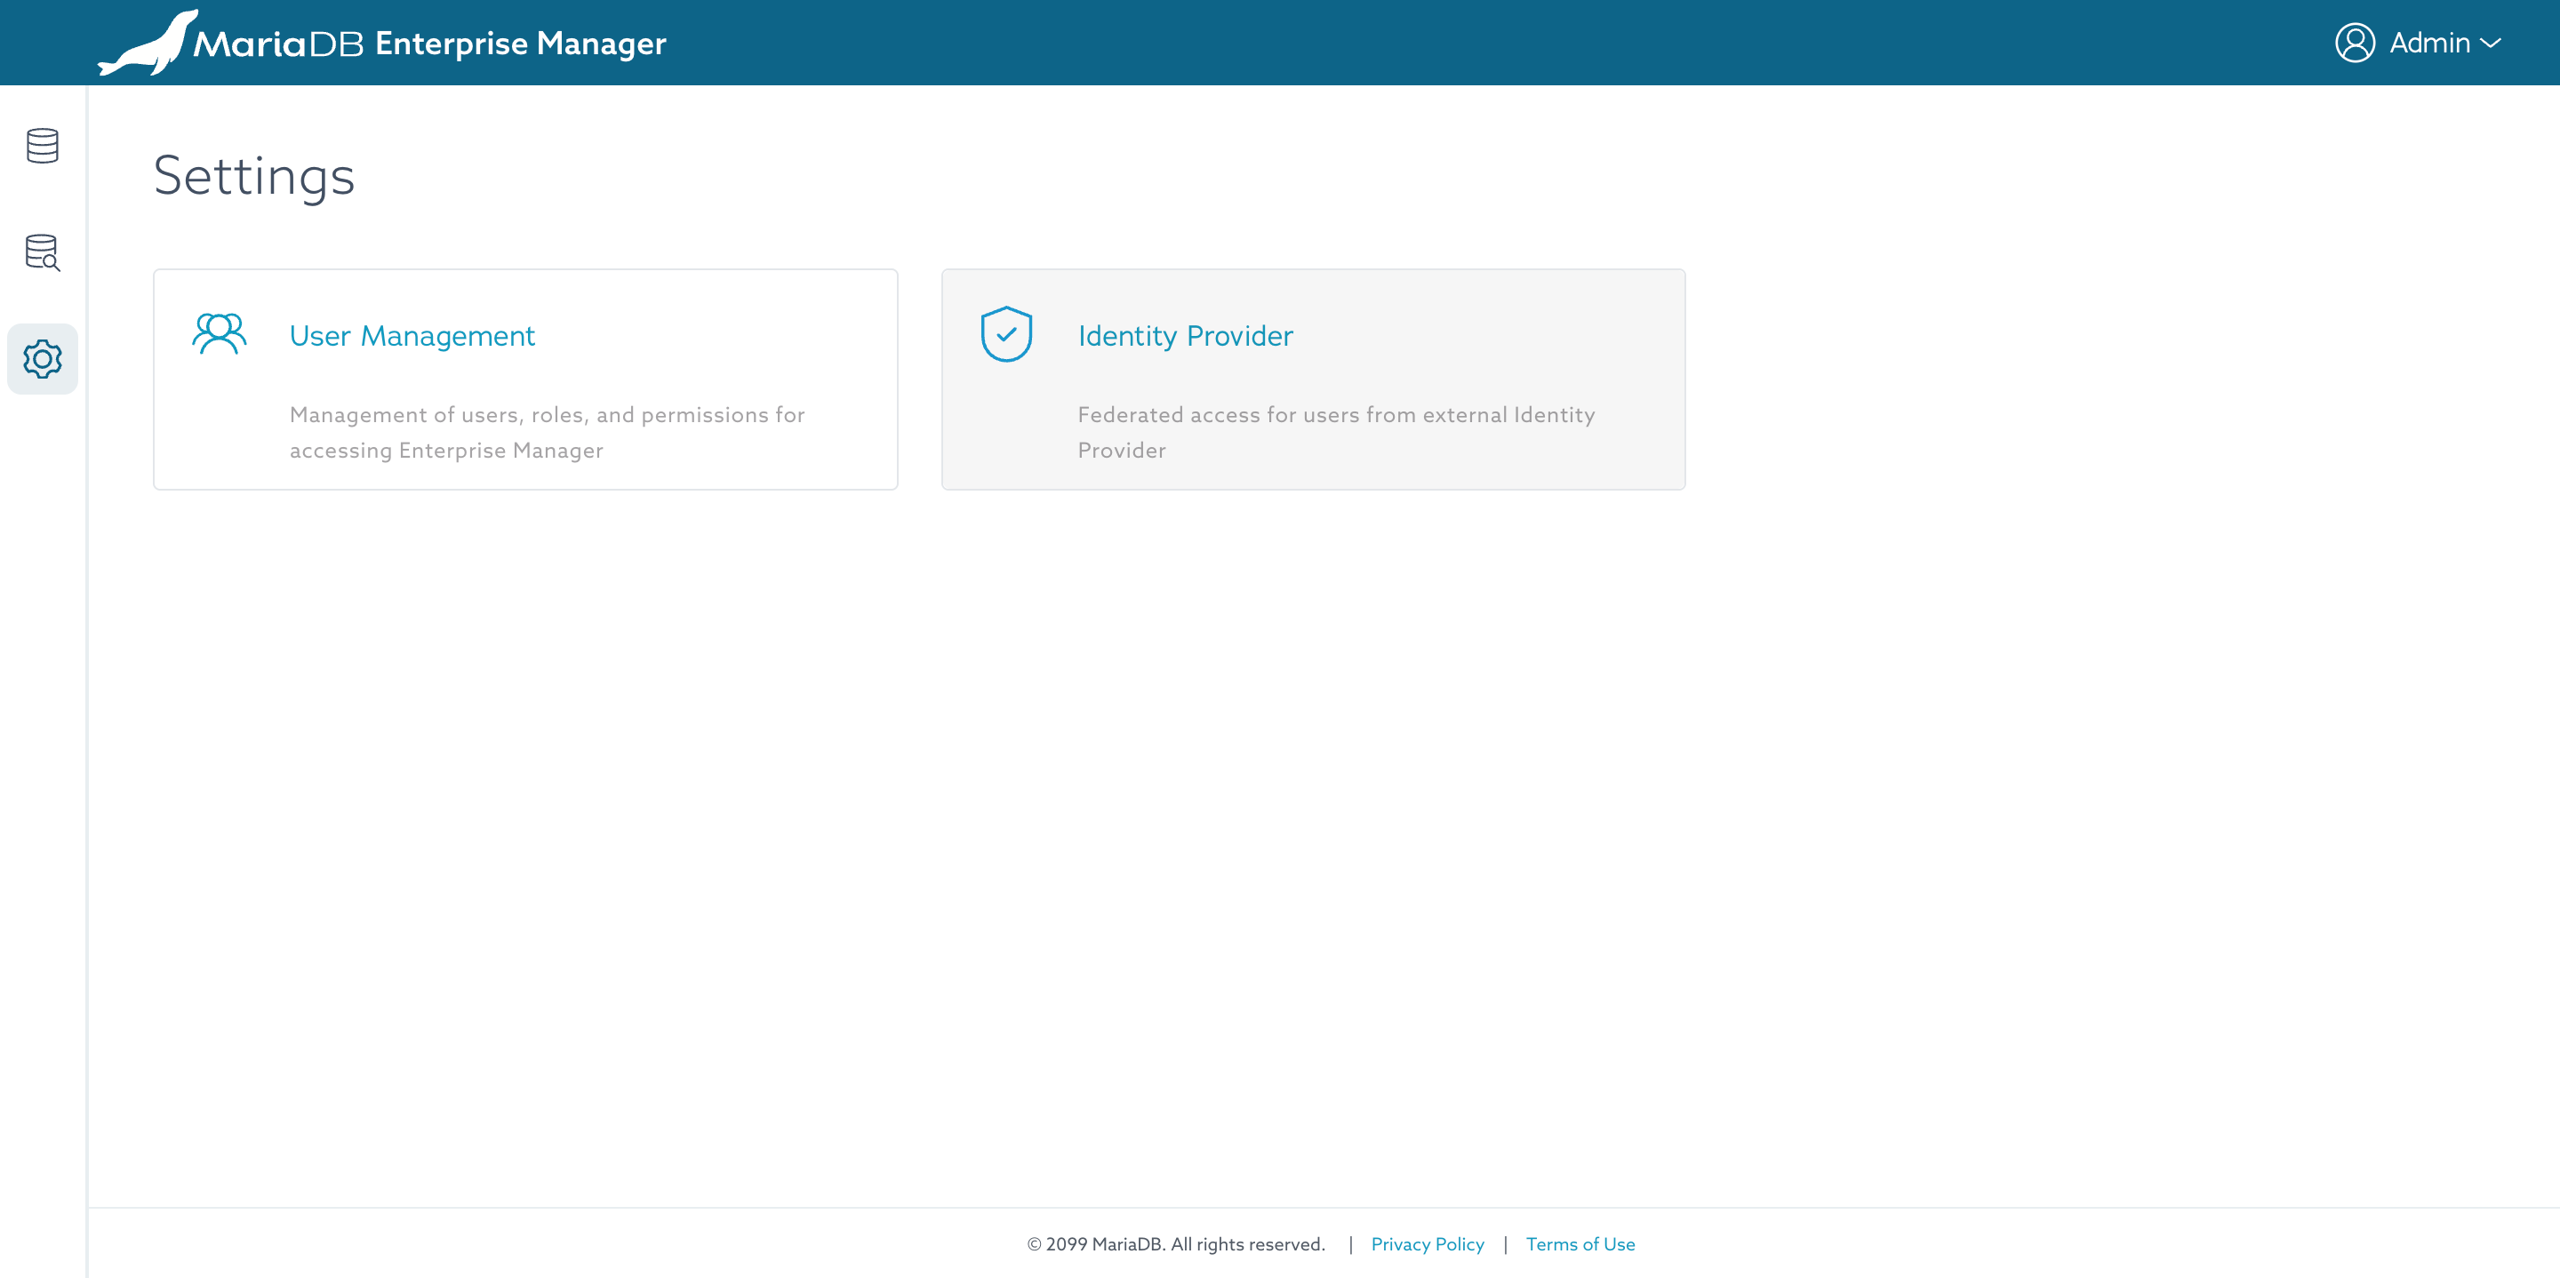 MariaDB Enterprise Manager
Admin
Settings
User Management
Management of users, roles, and permissions for
accessing Enterprise Manager
Identity Provider
Federated access for users from external Identity
Provider
© 2099 MariaDB. All rights reserved. | Privacy Policy | Terms of Use